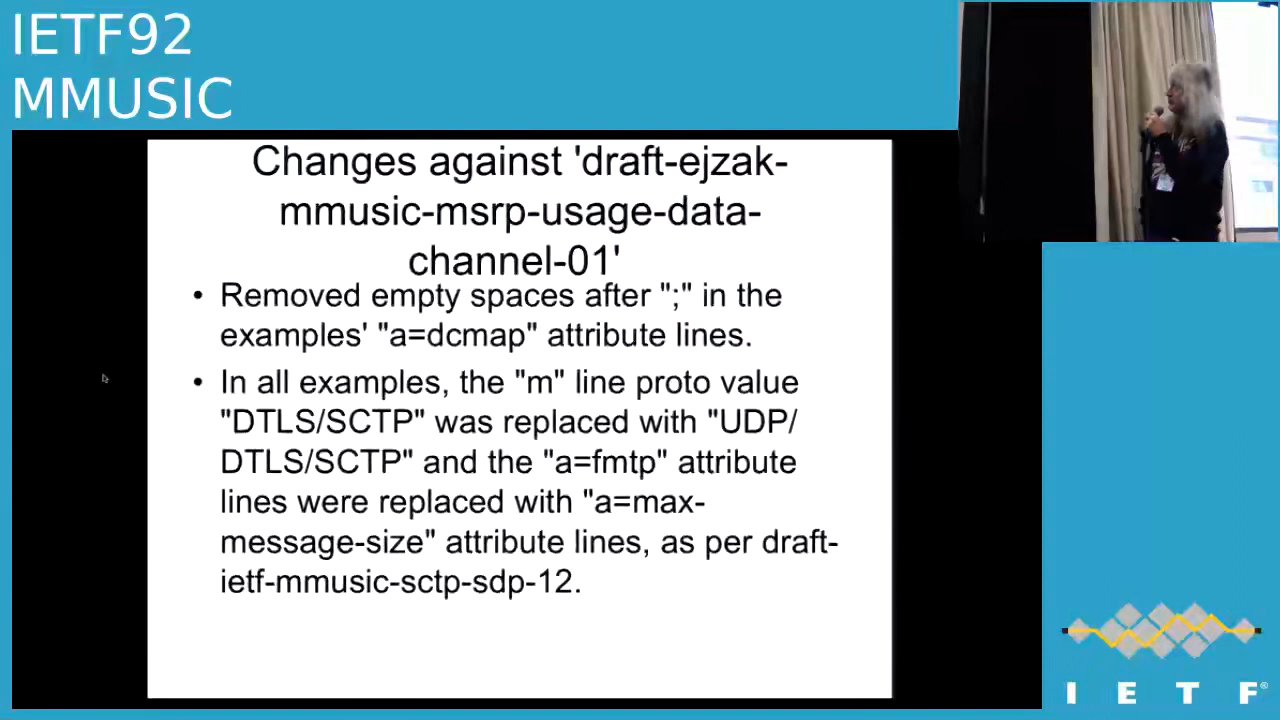 IETF92
MMUSIC
Changes against 'draft-ejzak-
mmusic-msrp-usage-data-
channel-01'
• Removed empty spaces after ";" in the
examples' "a=dcmap" attribute lines.
• In all examples, the "m" line proto value
"DTLS/SCTP" was replaced with "UDP/
DTLS/SCTP" and the "a=fmtp" attribute
lines were replaced with "a=max-
message-size" attribute lines, as per draft-
ietf-mmusic-sctp-sdp-12.
I E T F®